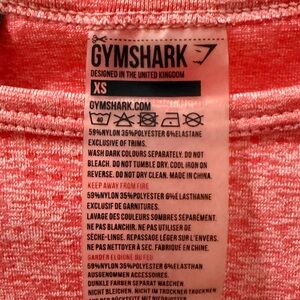 GYMSHARK
DESIGNED IN THE UNITED KINGDOM
XS
GYMSHARK.COM
59%NYLON 35%POLYESTER 6%ELASTANE
EXCLUSIVE OF TRIMS.
WASH DARK COLOURS SEPARATELY. DO NOT
BLEACH. DO NOT TUMBLE DRY. COOL IRON ON
REVERSE. DO NOT DRY CLEAN. MADE IN CHINA.
KEEP AWAY FROM FIRE
59%NYLON 35%POLYESTER 6%ELASTHANNE
EXCLUSIF DE GARNITURES.
LAVAGE DES COULEURS SOMBRES SÉPARÉMENT.
NE PAS BLANCHIR. NE PAS UTILISER DE
SÈCHE-LINGE. REPASSAGE LÉGER SUR L'ENVERS.
NE PAS NETTOYER À SEC. FABRIQUÉ EN CHINE.
GARDER ÉLOIGNÉ DU FEU
59%NYLON 35%POLYESTER 6%ELASTHAN
AUSGENOMMEN ACCESSOIRES.
DUNKLE FARBEN SEPARAT WASCHEN
NICHT BLEICHEN. NICHT IM TROCKNER TROCKNEN